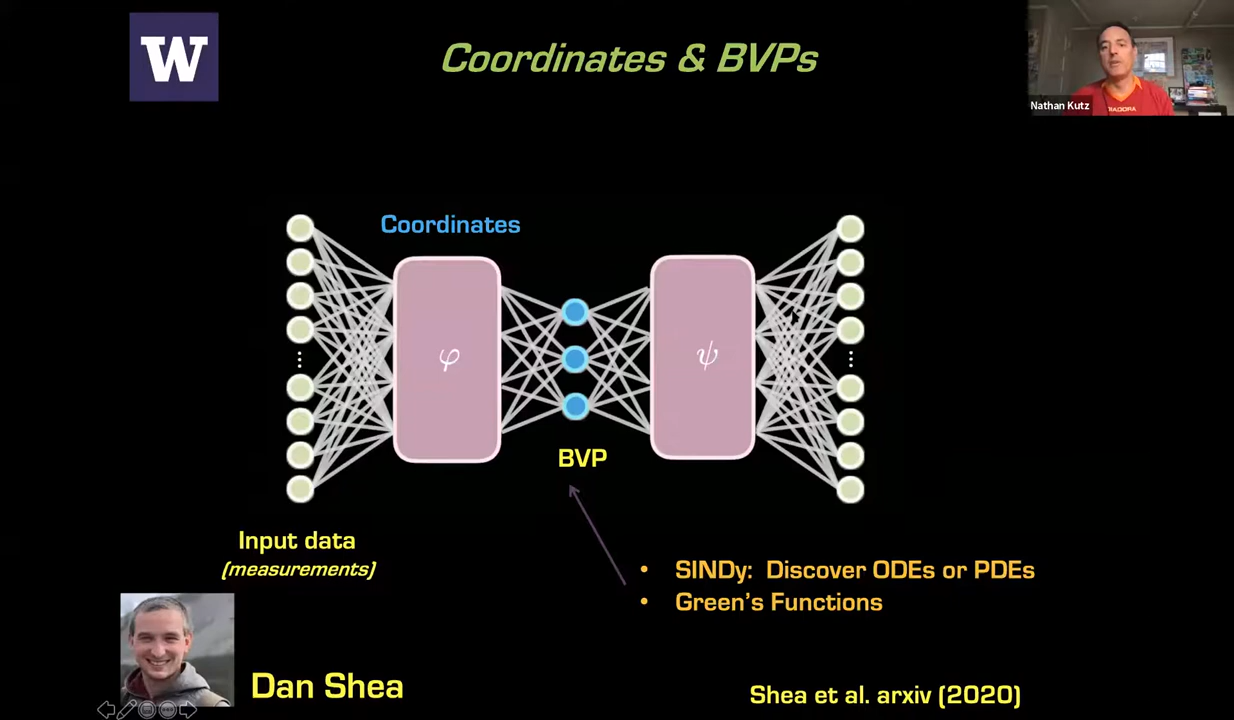 W
Coordinates & BVPs
Nathan Kutz
DIADORA
Coordinates
φ
ψ
BVP
Input data
(measurements)
• SINDy: Discover ODEs or PDEs
• Green's Functions
Dan Shea
Shea et al. arxiv (2020)